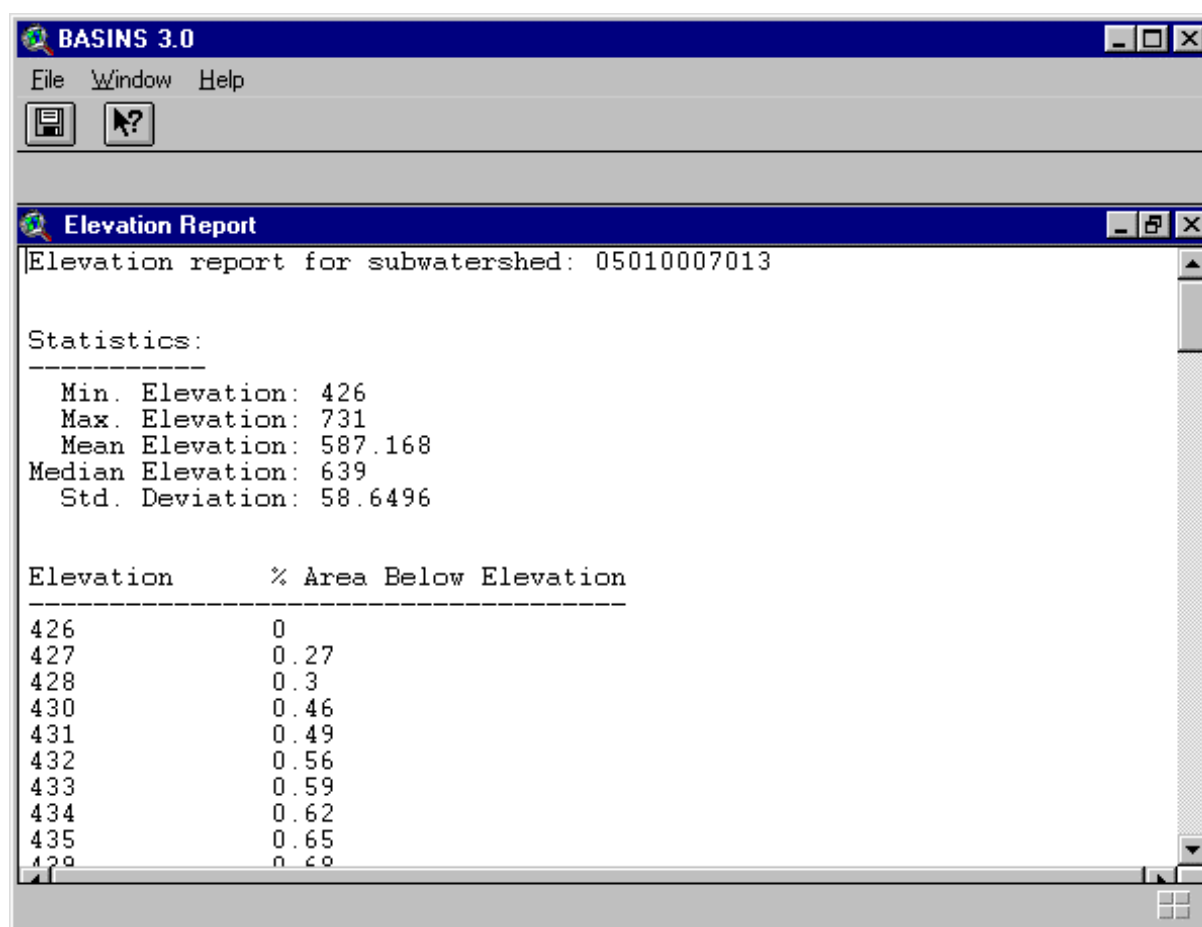 BASINS 3.0
File Window Help
Elevation Report
Elevation report for subwatershed: 05010007013
Statistics:
-----------
Min. Elevation: 426
Max. Elevation: 731
Mean Elevation: 587.168
Median Elevation: 639
Std. Deviation: 58.6496
Elevation % Area Below Elevation
-------------------------------------
426 0
427 0.27
428 0.3
430 0.46
431 0.49
432 0.56
433 0.59
434 0.62
435 0.65